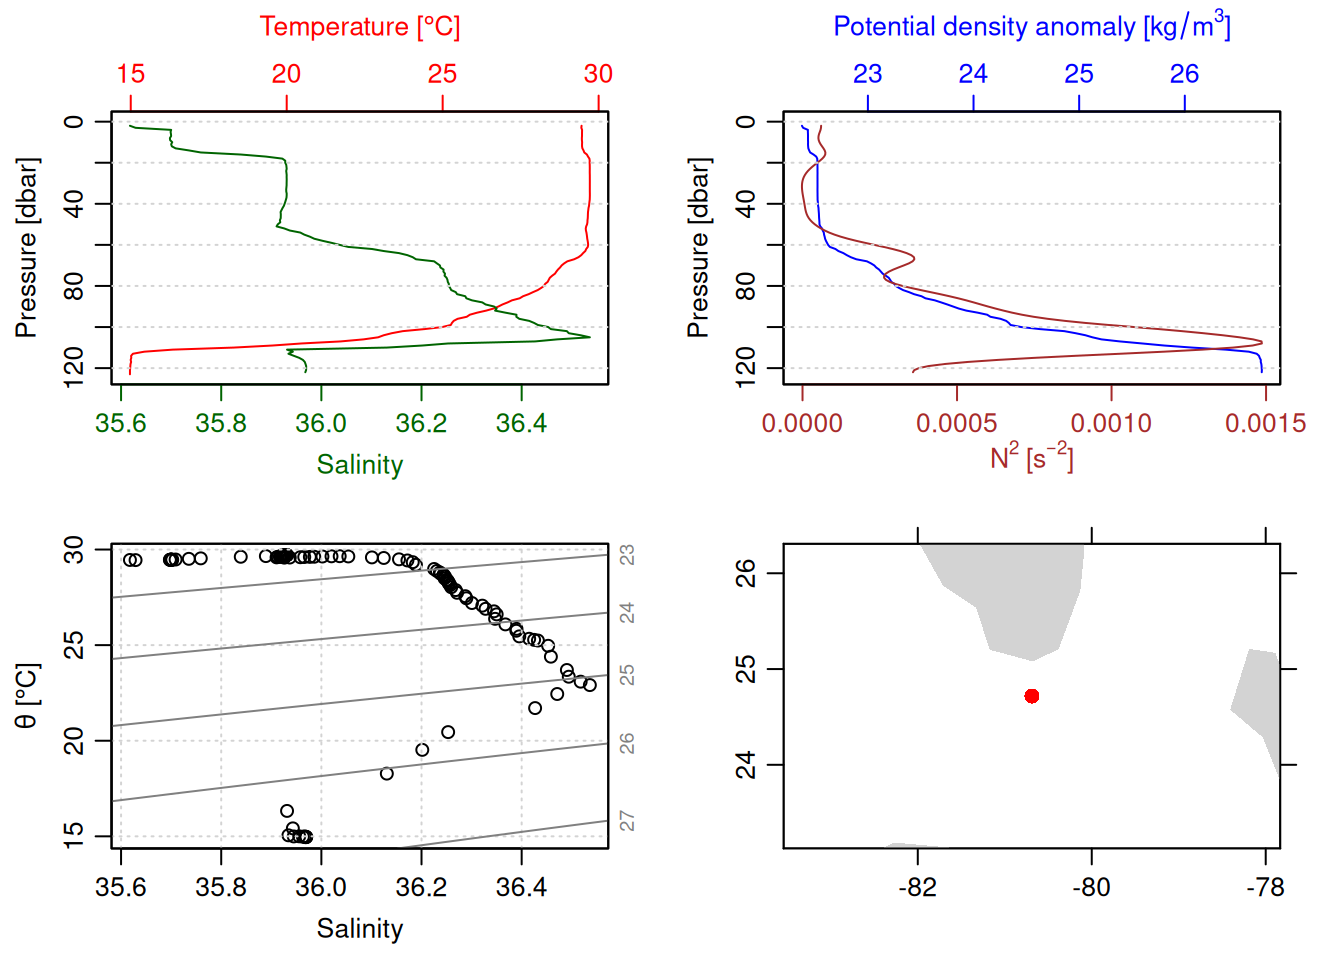 Temperature [°C]
15 20 25 30
Pressure [dbar]
0
40
80
120
35.6 35.8 36.0 36.2 36.4
Salinity
Potential density anomaly [kg/m³]
23 24 25 26
Pressure [dbar]
0
40
80
120
0.0000 0.0005 0.0010 0.0015
N² [s⁻²]
θ [°C]
30
25
20
15
23
24
25
26
27
35.6 35.8 36.0 36.2 36.4
Salinity
26
25
24
-82 -80 -78